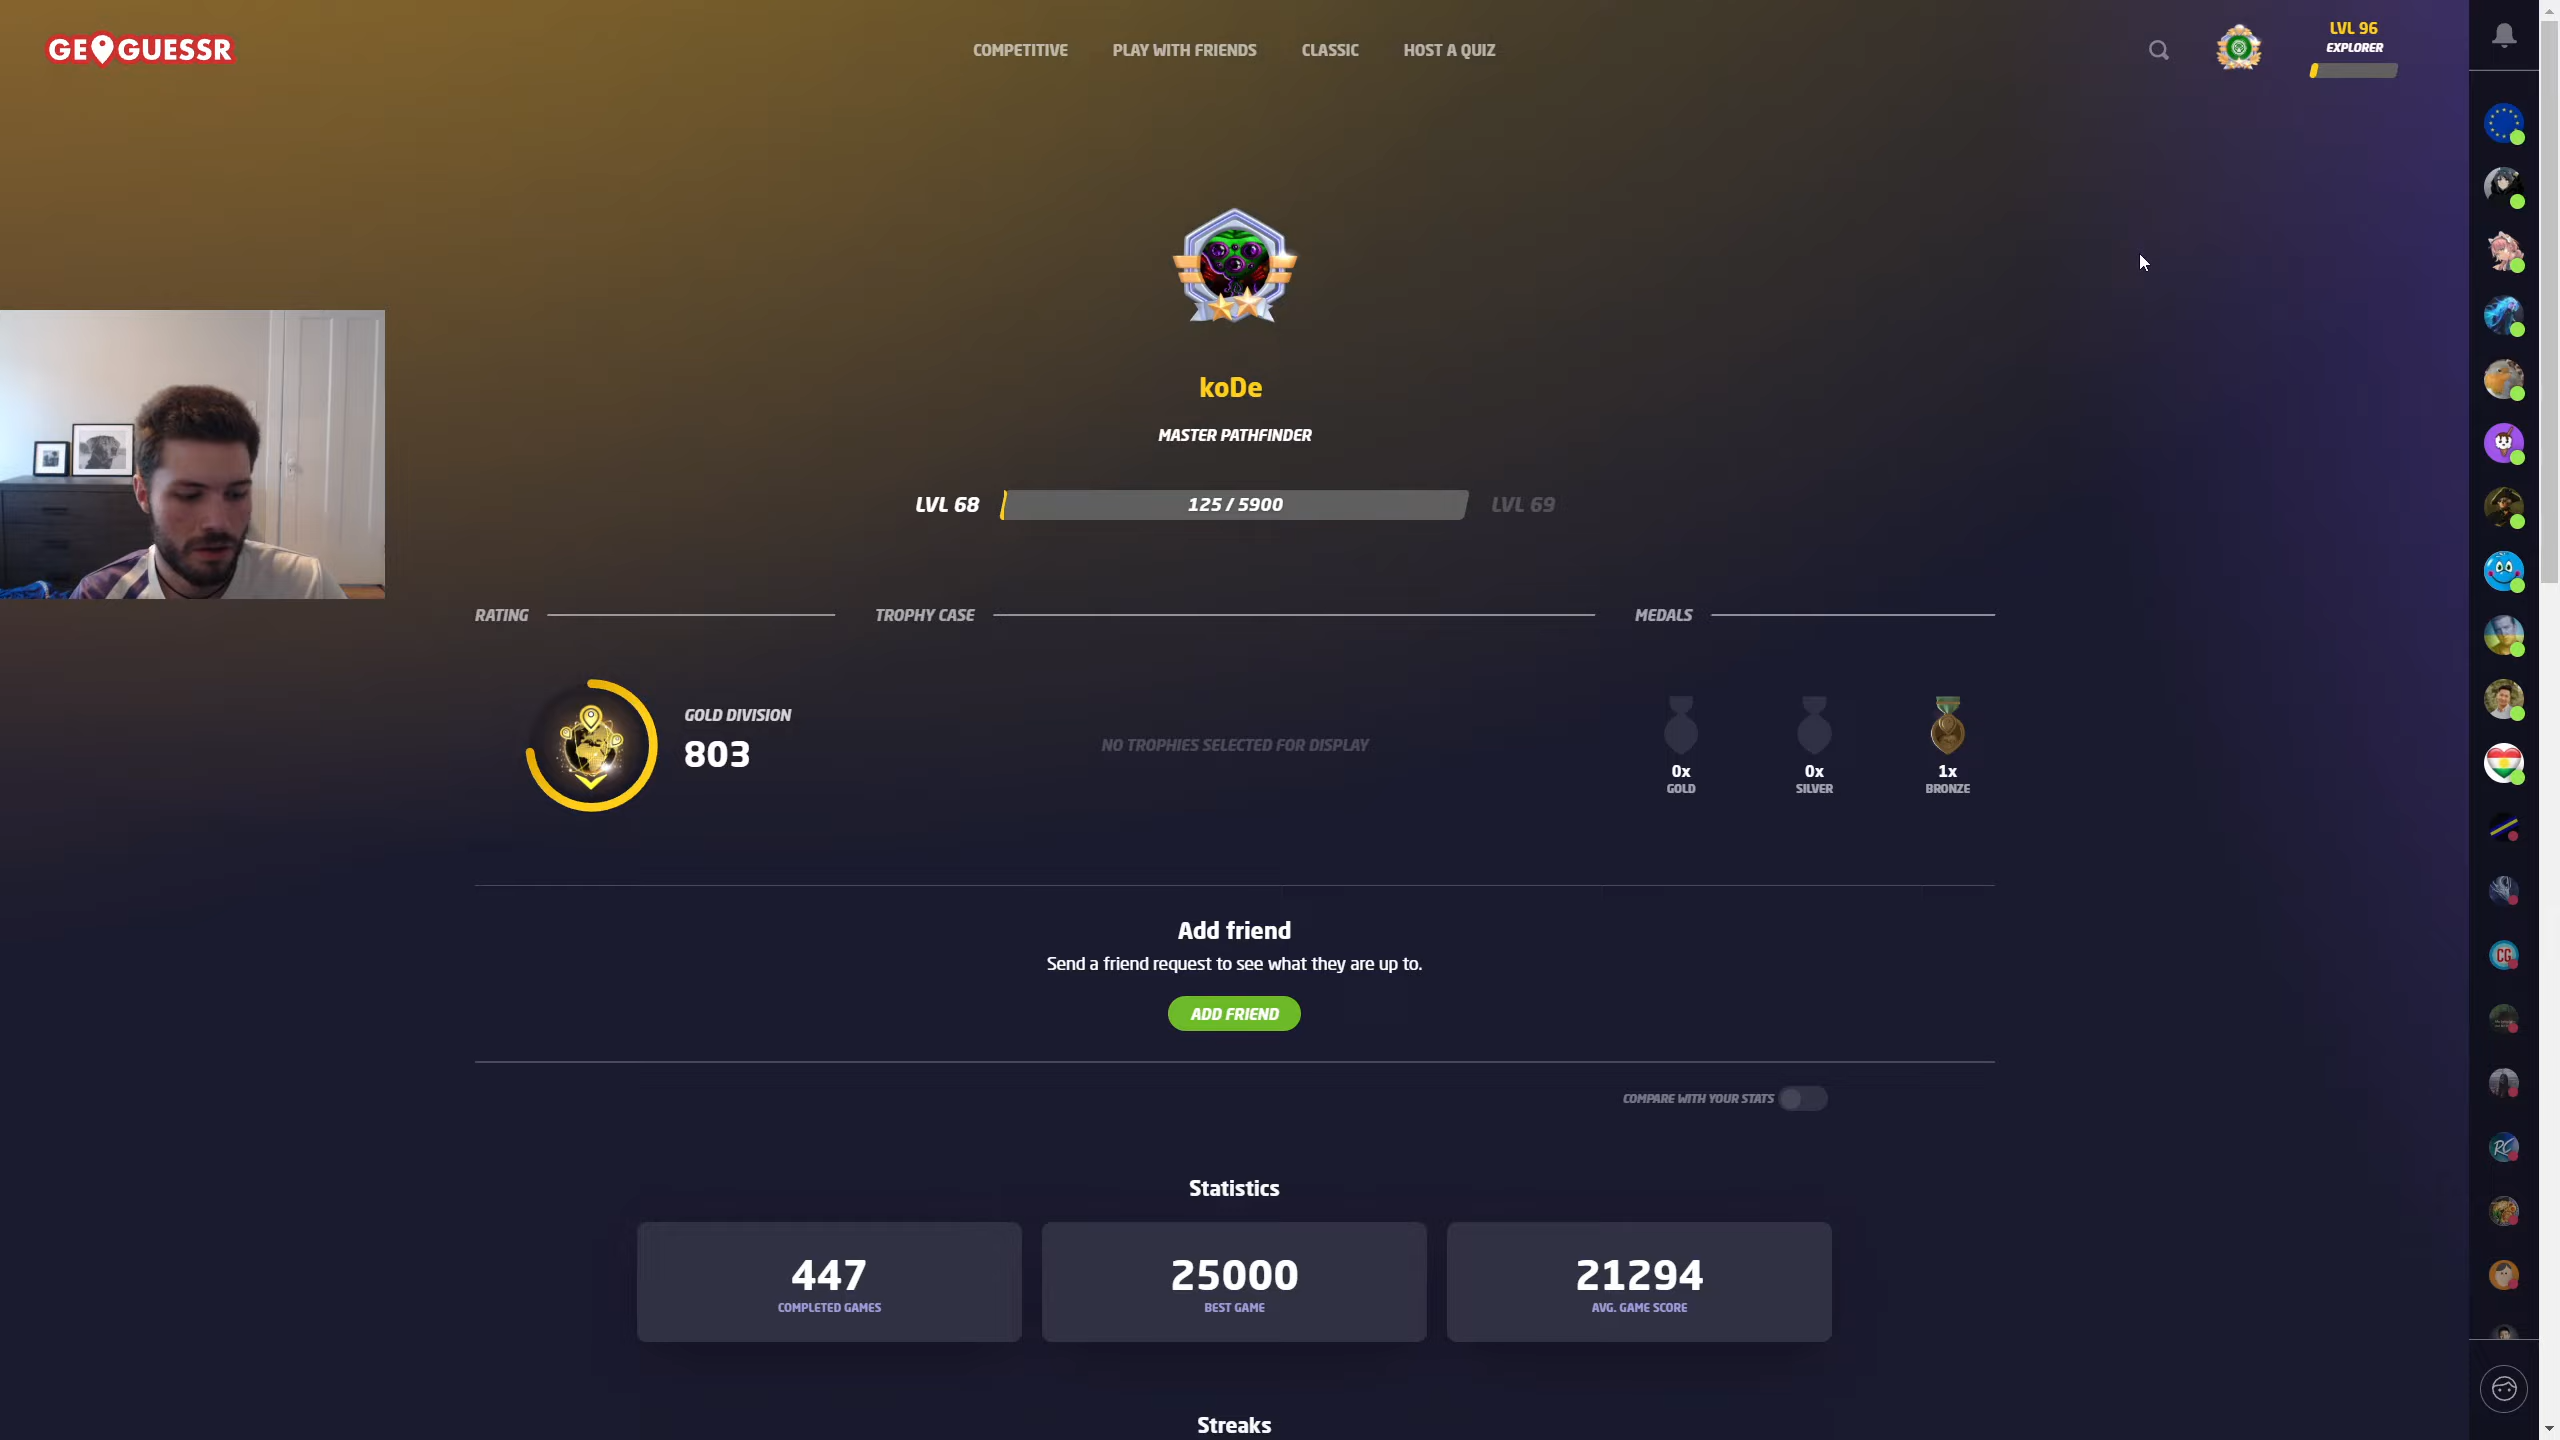 GEOGUESSR
COMPETITIVE PLAY WITH FRIENDS CLASSIC HOST A QUIZ
LVL 96
EXPLORER
koDe
MASTER PATHFINDER
LVL 68 125 / 5900 LVL 69
RATING TROPHY CASE MEDALS
GOLD DIVISION
803
NO TROPHIES SELECTED FOR DISPLAY
0x 0x 1x
GOLD SILVER BRONZE
Add friend
Send a friend request to see what they are up to.
ADD FRIEND
COMPARE WITH YOUR STATS
Statistics
447 25000 21294
COMPLETED GAMES BEST GAME AVG. GAME SCORE
Streaks
CG
RC